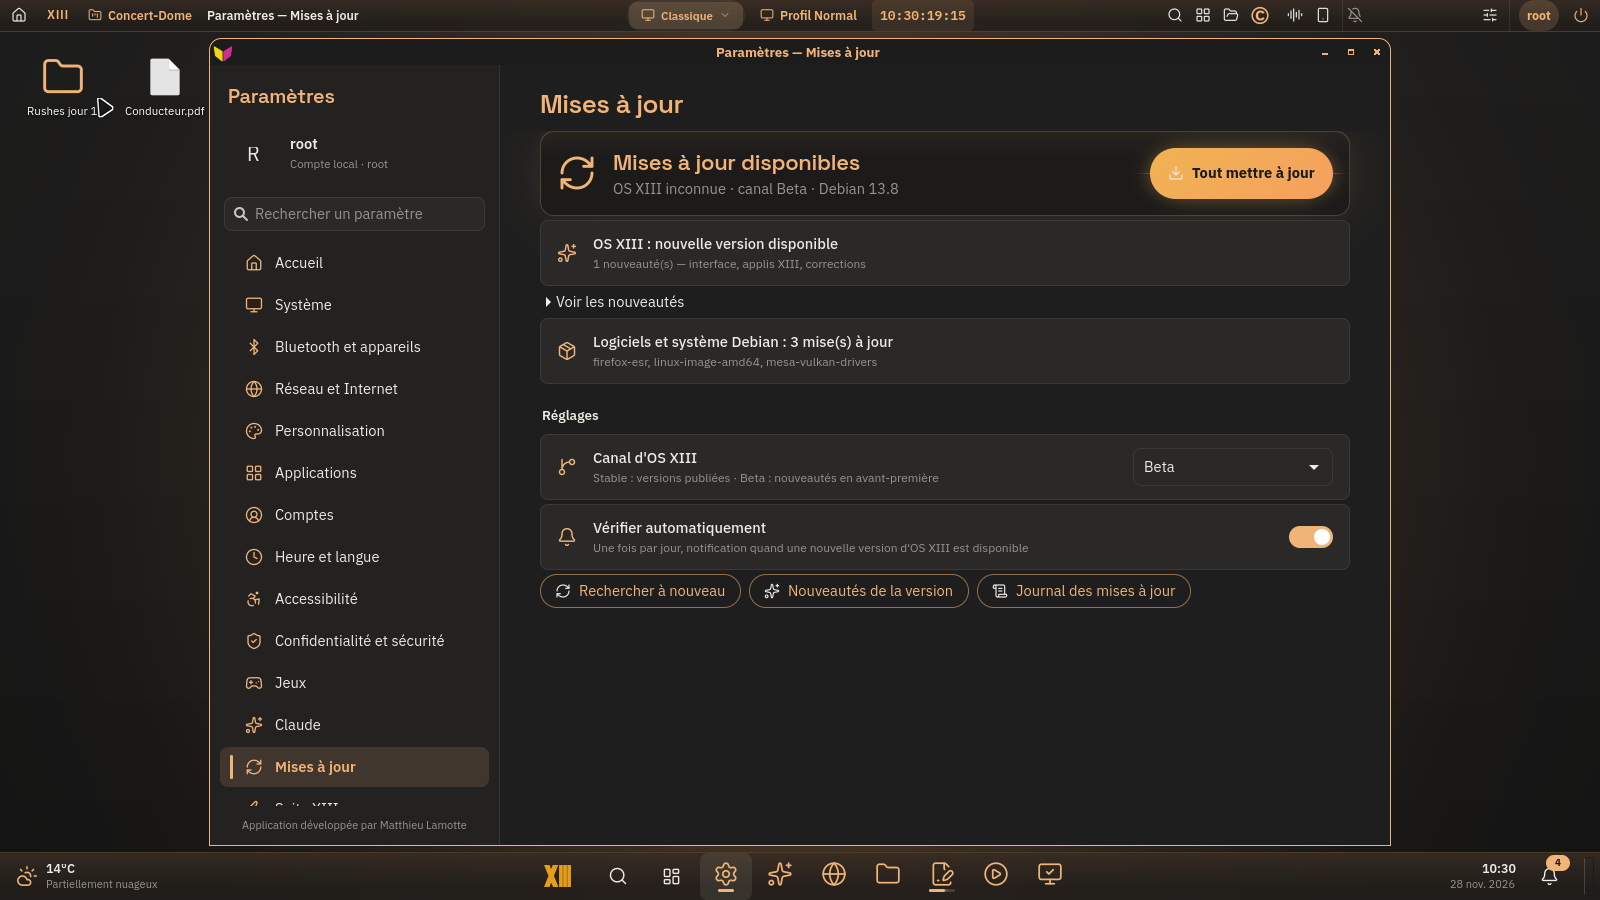 XIII
Concert-Dome
Paramètres — Mises à jour
Classique
Profil Normal
10:30:19:15
root
Rushes jour 1
Conducteur.pdf
Paramètres — Mises à jour
Paramètres
R
root
Compte local · root
Rechercher un paramètre
Accueil
Système
Bluetooth et appareils
Réseau et Internet
Personnalisation
Applications
Comptes
Heure et langue
Accessibilité
Confidentialité et sécurité
Jeux
Claude
Mises à jour
Suite XIII
Application développée par Matthieu Lamotte
Mises à jour
Mises à jour disponibles
OS XIII inconnue · canal Beta · Debian 13.8
Tout mettre à jour
OS XIII : nouvelle version disponible
1 nouveauté(s) — interface, applis XIII, corrections
Voir les nouveautés
Logiciels et système Debian : 3 mise(s) à jour
firefox-esr, linux-image-amd64, mesa-vulkan-drivers
Réglages
Canal d'OS XIII
Stable : versions publiées · Beta : nouveautés en avant-première
Beta
Vérifier automatiquement
Une fois par jour, notification quand une nouvelle version d'OS XIII est disponible
Rechercher à nouveau
Nouveautés de la version
Journal des mises à jour
14°C
Partiellement nuageux
XIII
10:30
28 nov. 2026
4